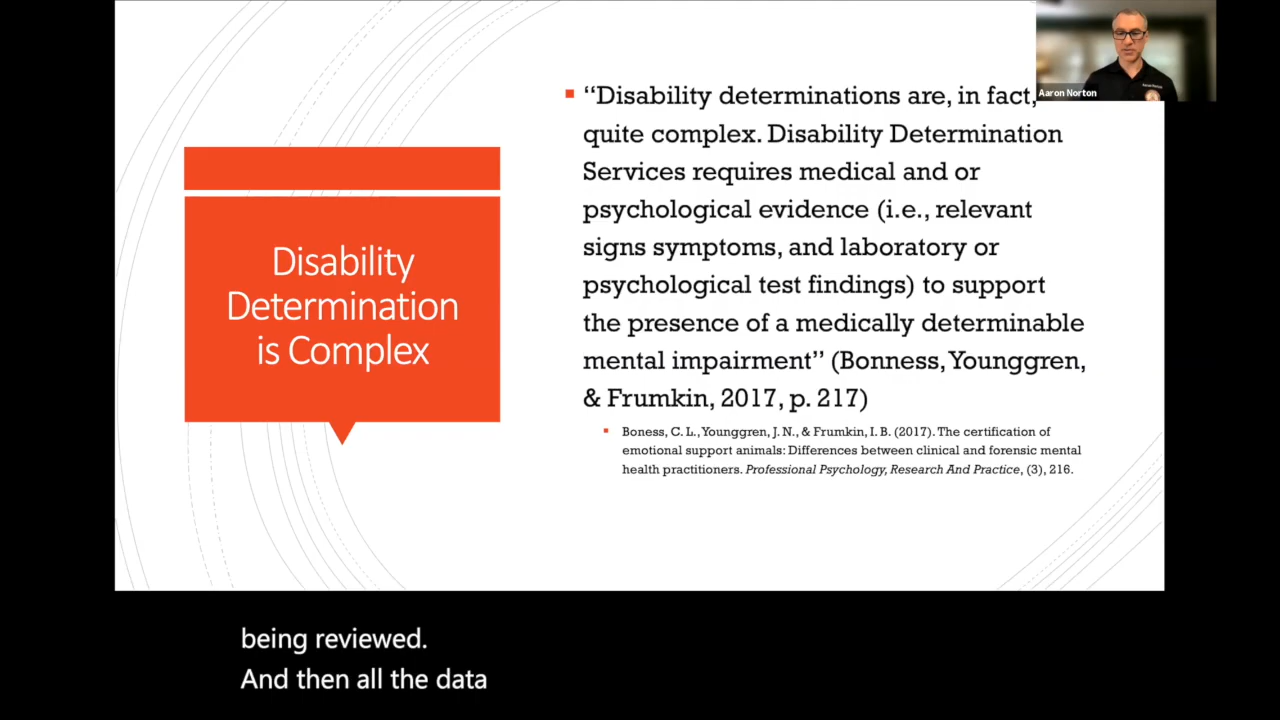 Disability
Determination
is Complex
“Disability determinations are, in fact,
quite complex. Disability Determination
Services requires medical and or
psychological evidence (i.e., relevant
signs symptoms, and laboratory or
psychological test findings) to support
the presence of a medically determinable
mental impairment” (Bonness, Younggren,
& Frumkin, 2017, p. 217)
Boness, C. L., Younggren, J. N., & Frumkin, I. B. (2017). The certification of
emotional support animals: Differences between clinical and forensic mental
health practitioners. Professional Psychology, Research And Practice, (3), 216.
Aaron Norton
being reviewed.
And then all the data